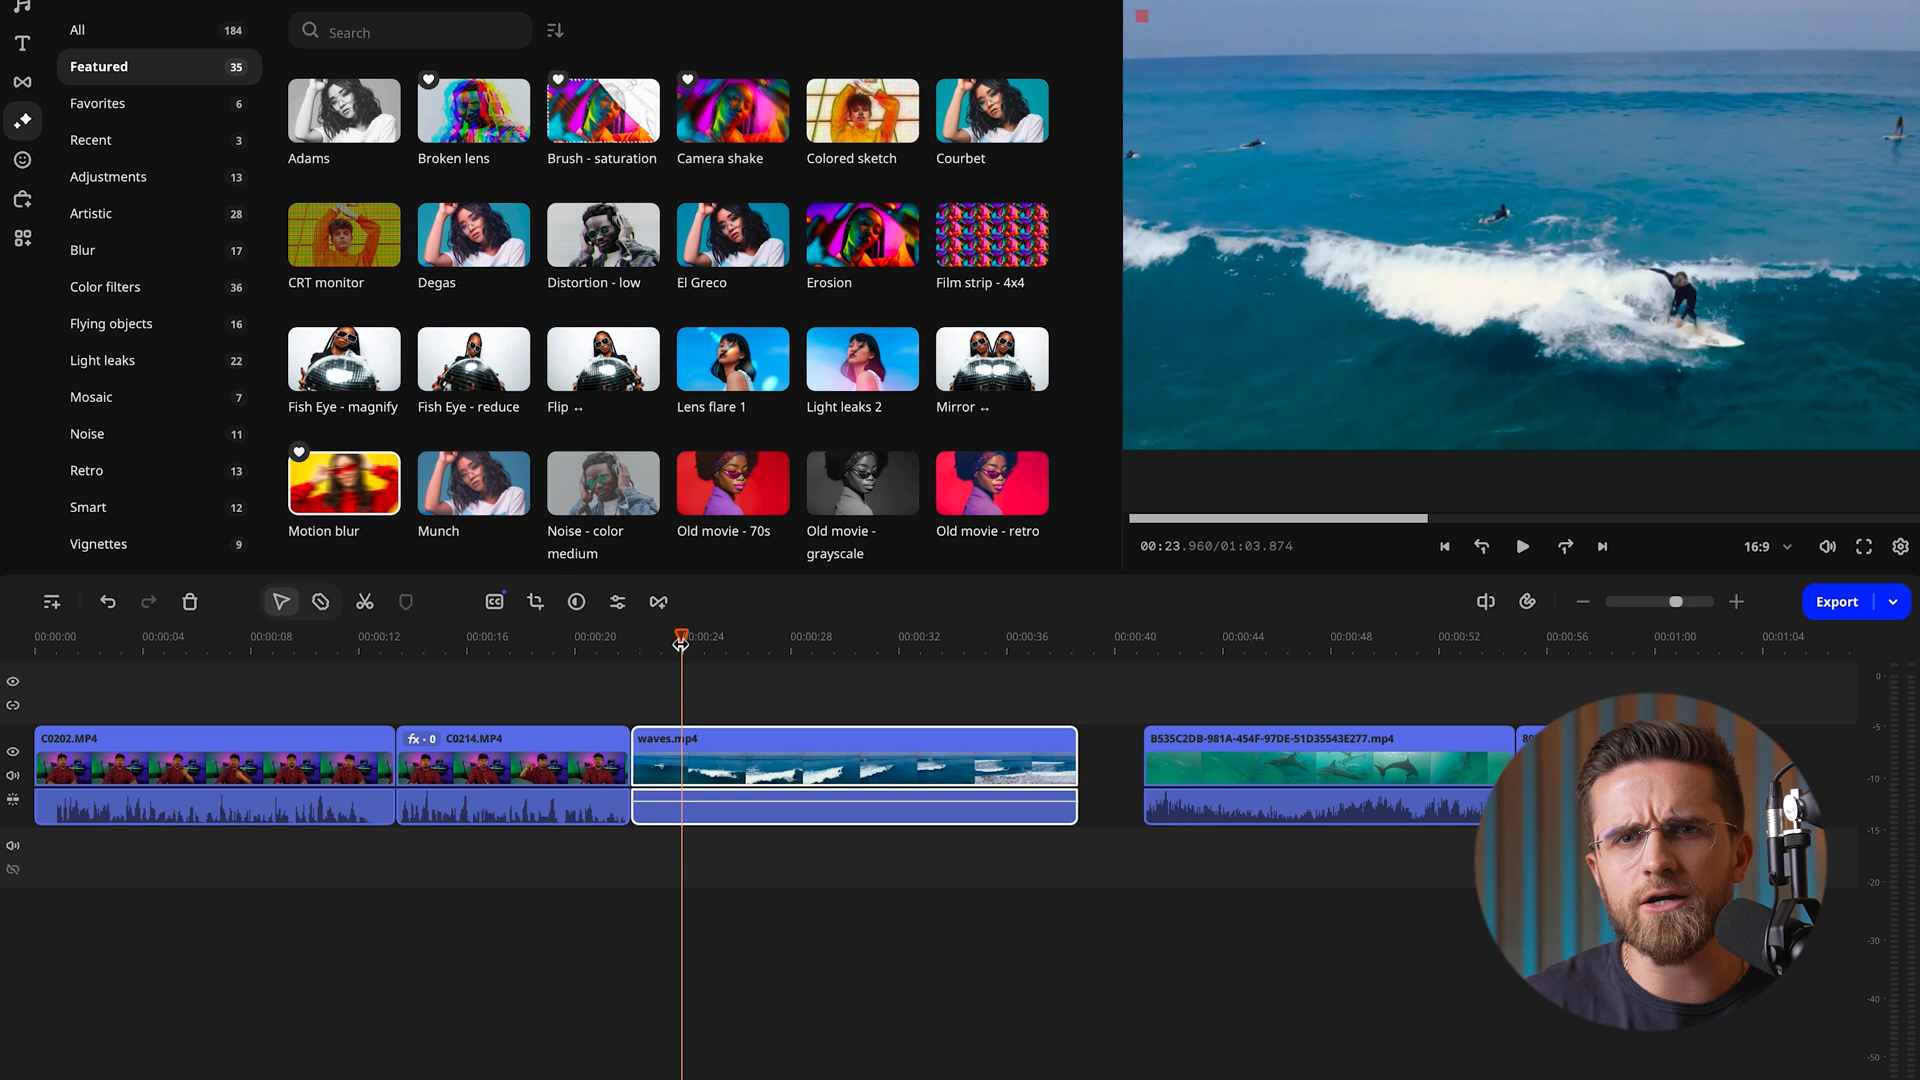 All 184
Featured 35
Favorites 6
Recent 3
Adjustments 13
Artistic 28
Blur 17
Color filters 36
Flying objects 16
Light leaks 22
Mosaic 7
Noise 11
Retro 13
Smart 12
Vignettes 9
Search
Adams
Broken lens
Brush - saturation
Camera shake
Colored sketch
Courbet
CRT monitor
Degas
Distortion - low
El Greco
Erosion
Film strip - 4x4
Fish Eye - magnify
Fish Eye - reduce
Flip ↔
Lens flare 1
Light leaks 2
Mirror ↔
Motion blur
Munch
Noise - color
medium
Old movie - 70s
Old movie -
grayscale
Old movie - retro
00:23.960/01:03.874
16:9
CC
Export
00:00:00 00:00:04 00:00:08 00:00:12 00:00:16 00:00:20 00:00:24 00:00:28 00:00:32 00:00:36 00:00:40 00:00:44 00:00:48 00:00:52 00:00:56 00:01:00 00:01:04
C0202.MP4
fx · 0 C0214.MP4
waves.mp4
B535C2DB-981A-454F-97DE-51D35543E277.mp4
0
-5
-10
-15
-20
-30
-40
-50